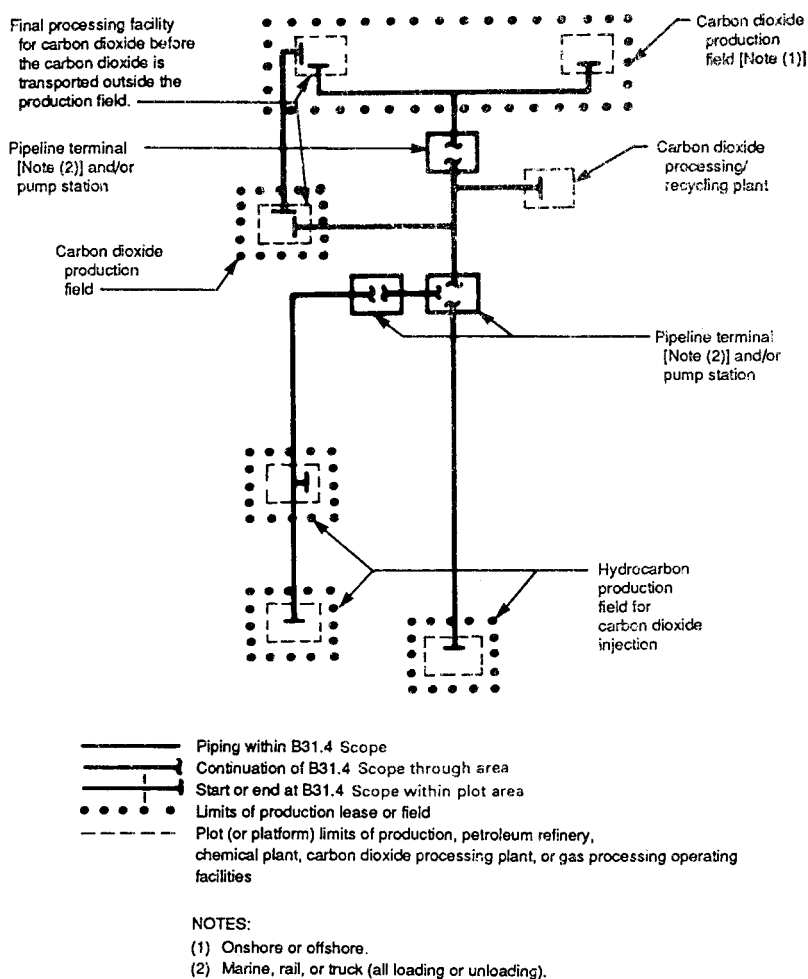 Final processing facility
for carbon dioxide before
the carbon dioxide is
transported outside the
production field.
Carbon dioxide
production
field [Note (1)]
Pipeline terminal
[Note (2)] and/or
pump station
Carbon dioxide
processing/
recycling plant
Carbon dioxide
production
field
Pipeline terminal
[Note (2)] and/or
pump station
Hydrocarbon
production
field for
carbon dioxide
injection
Piping within B31.4 Scope
Continuation of B31.4 Scope through area
Start or end at B31.4 Scope within plot area
Limits of production lease or field
Plot (or platform) limits of production, petroleum refinery,
chemical plant, carbon dioxide processing plant, or gas processing operating
facilities
NOTES:
(1) Onshore or offshore.
(2) Marine, rail, or truck (all loading or unloading).